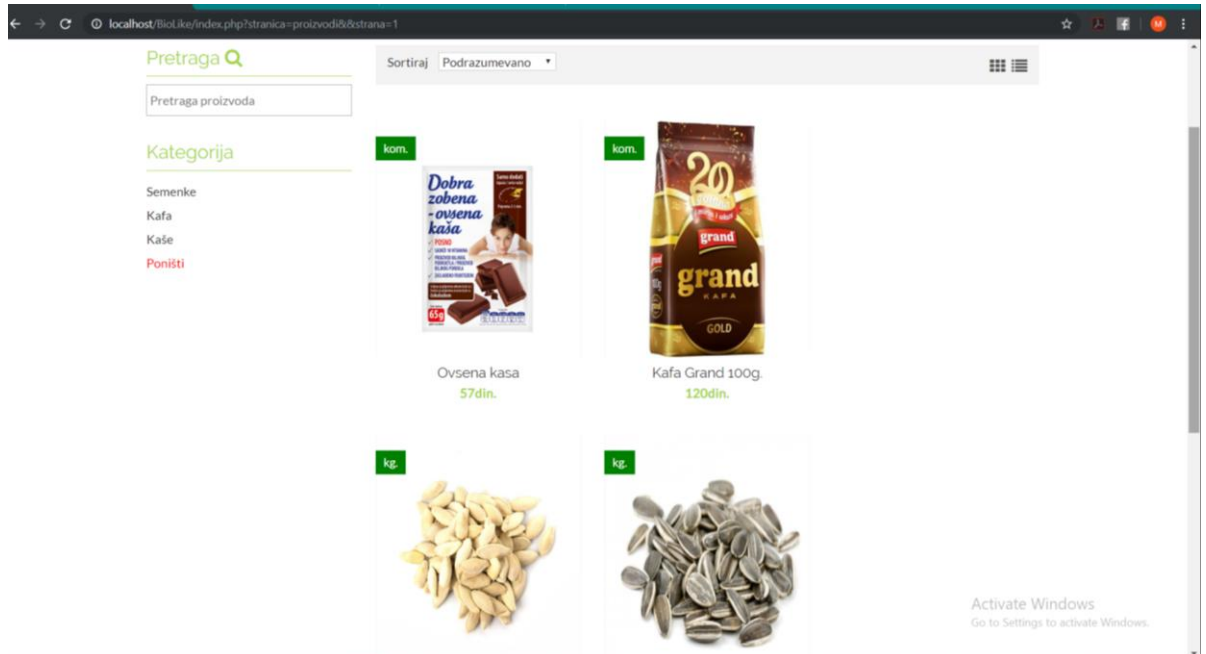 localhost/BioLike/index.php?stranica=proizvodi&&strana=1
M
Pretraga
Pretraga proizvoda
Kategorija
Semenke
Kafa
Kaše
Poništi
Sortiraj Podrazumevano
kom.
Dobra
zobena
-ovsena
kaša
POSNO
65g
Ovsena kasa
57din.
kom.
20
grand
grand
KAFA
GOLD
Kafa Grand 100g.
120din.
kg.
kg.
Activate Windows
Go to Settings to activate Windows.